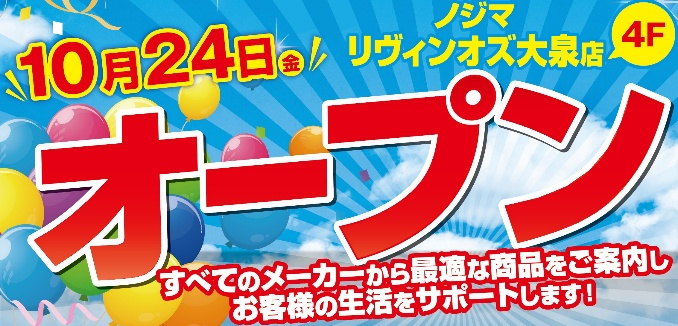 10月24日㊎
ノジマ
リヴィンオズ大泉店
4F
オープン
すべてのメーカーから最適な商品をご案内し
お客様の生活をサポートします!